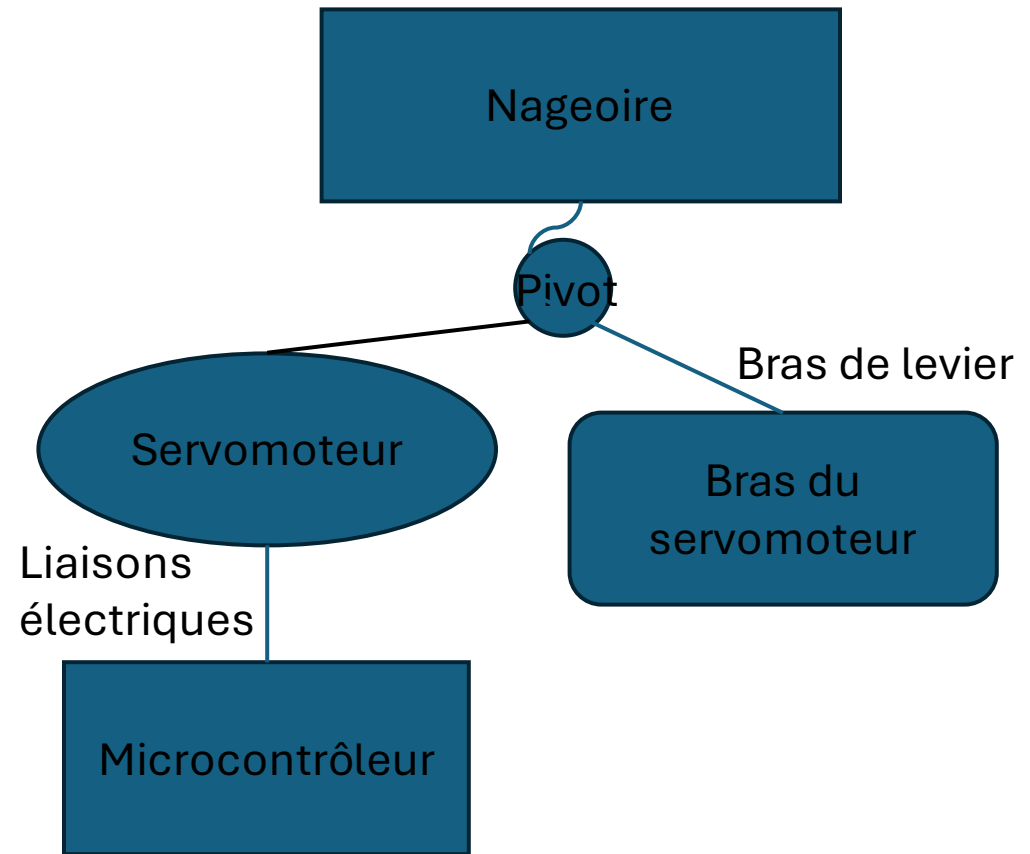 Nageoire
Pivot
Bras de levier
Servomoteur
Bras du
servomoteur
Liaisons
électriques
Microcontrôleur